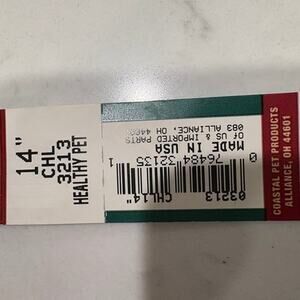 14"
CHL
3213
HEALTHY PET
03213
CHL14"
0 76484 32135 1
MADE IN USA
OF US & IMPORTED PARTS
083 ALLIANCE, OH 44601
COASTAL PET PRODUCTS
ALLIANCE, OH 44601